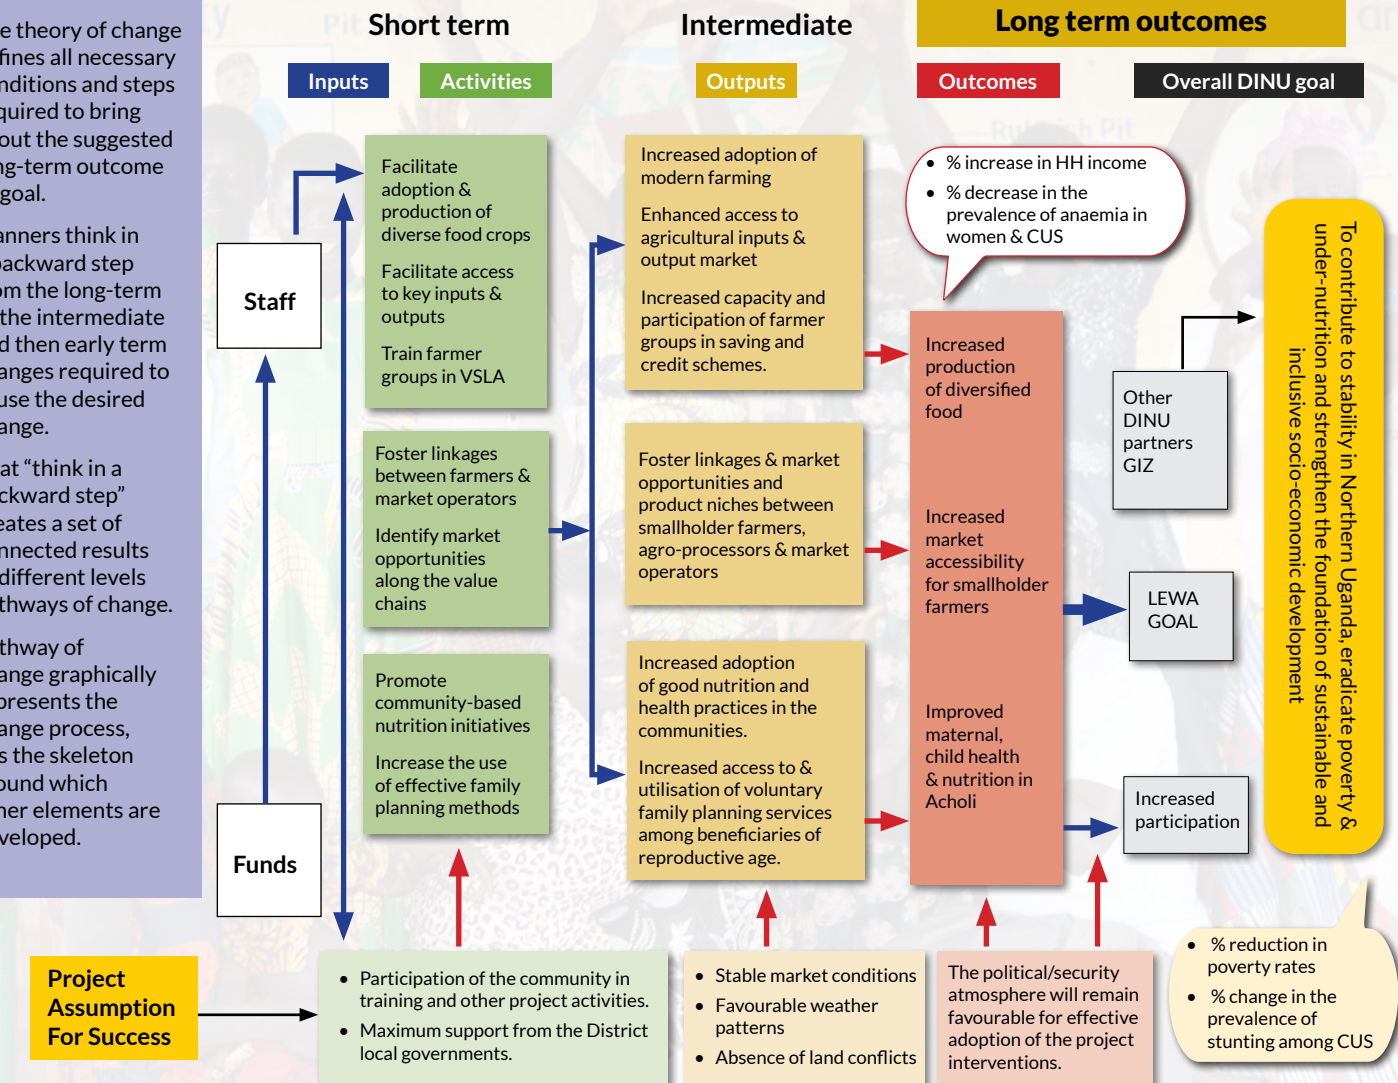 e theory of change
fines all necessary
nditions and steps
quired to bring
out the suggested
ng-term outcome
goal.
anners think in
backward step
om the long-term
the intermediate
d then early term
anges required to
use the desired
ange.
at “think in a
ckward step”
eates a set of
nnected results
different levels
thways of change.
thway of
ange graphically
presents the
ange process,
s the skeleton
ound which
her elements are
veloped.
Short term
Intermediate
Long term outcomes
Inputs
Activities
Outputs
Outcomes
Overall DINU goal
Staff
Funds
Facilitate
adoption &
production of
diverse food crops
Facilitate access
to key inputs &
outputs
Train farmer
groups in VSLA
Foster linkages
between farmers &
market operators
Identify market
opportunities
along the value
chains
Promote
community-based
nutrition initiatives
Increase the use
of effective family
planning methods
Increased adoption of
modern farming
Enhanced access to
agricultural inputs &
output market
Increased capacity and
participation of farmer
groups in saving and
credit schemes.
Foster linkages & market
opportunities and
product niches between
smallholder farmers,
agro-processors & market
operators
Increased adoption
of good nutrition and
health practices in the
communities.
Increased access to &
utilisation of voluntary
family planning services
among beneficiaries of
reproductive age.
• % increase in HH income
• % decrease in the
prevalence of anaemia in
women & CUS
Increased
production
of diversified
food
Increased
market
accessibility
for smallholder
farmers
Improved
maternal,
child health
& nutrition in
Acholi
Other
DINU
partners
GIZ
LEWA
GOAL
Increased
participation
To contribute to stability in Northern Uganda, eradicate poverty &
under-nutrition and strengthen the foundation of sustainable and
inclusive socio-economic development
• % reduction in
poverty rates
• % change in the
prevalence of
stunting among CUS
Project
Assumption
For Success
• Participation of the community in
training and other project activities.
• Maximum support from the District
local governments.
• Stable market conditions
• Favourable weather
patterns
• Absence of land conflicts
The political/security
atmosphere will remain
favourable for effective
adoption of the project
interventions.